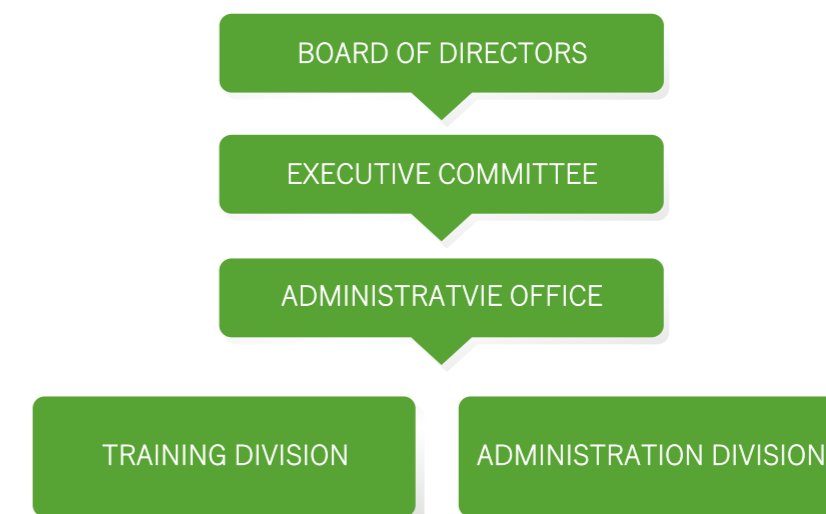 BOARD OF DIRECTORS
EXECUTIVE COMMITTEE
ADMINISTRATVIE OFFICE
TRAINING DIVISION
ADMINISTRATION DIVISION